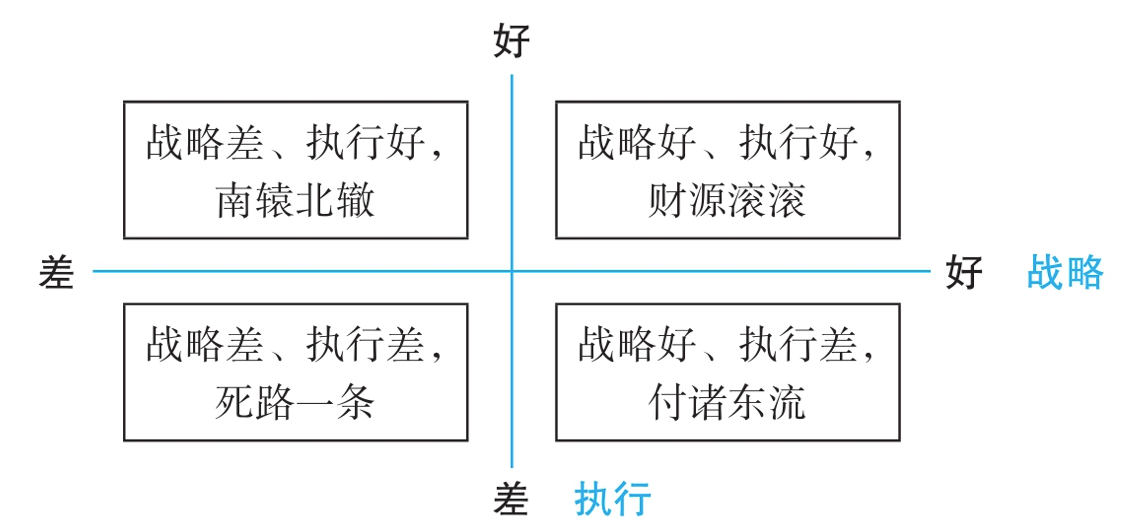 好
战略差、执行好，
南辕北辙
战略好、执行好，
财源滚滚
差
好 战略
战略差、执行差，
死路一条
战略好、执行差，
付诸东流
差 执行